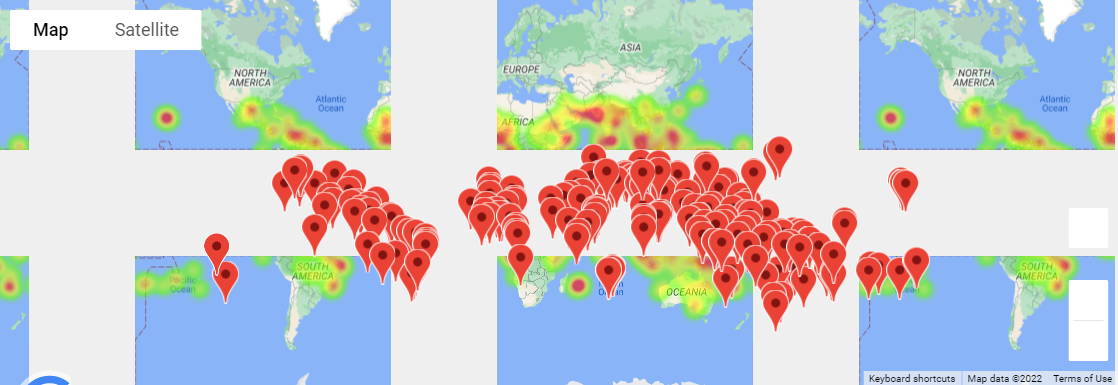 Map Satellite
NORTH
AMERICA
Atlantic
Ocean
ASIA
EUROPE
AFRICA
NORTH
AMERICA
Atlantic
Ocean
Pacific
Ocean
SOUTH
AMERICA
OCEANIA
SOUTH
AMERICA
Keyboard shortcuts Map data ©2022 Terms of Use